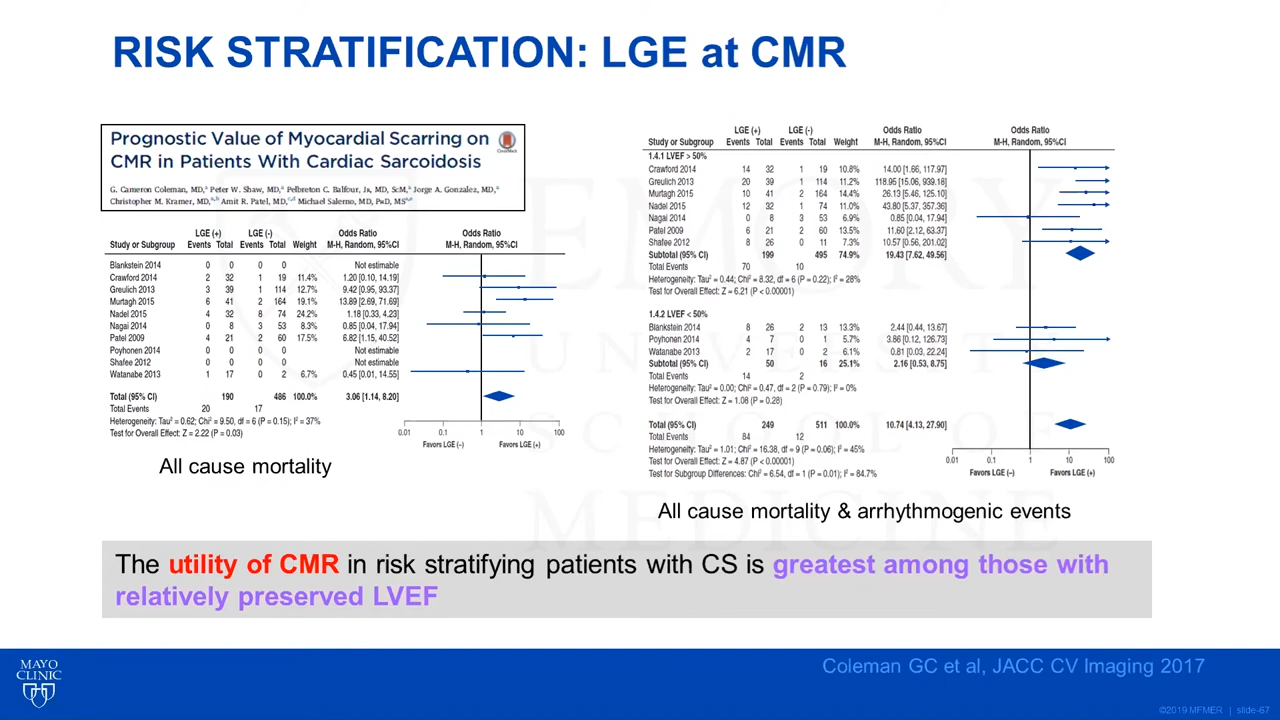 RISK STRATIFICATION: LGE at CMR
Prognostic Value of Myocardial Scarring on
CMR in Patients With Cardiac Sarcoidosis
G. Cameron Coleman, MD,ᵃ Peter W. Shaw, MD,ᵃ Pelbreton C. Balfour, Jr, MD, ScM,ᵃ Jorge A. Gonzalez, MD,ᵃ
Christopher M. Kramer, MD,ᵃ,ᵇ Amit R. Patel, MD,ᶜ,ᵈ Michael Salerno, MD, PhD, MSᵃ,ᵉ
LGE (+) LGE (-) Odds Ratio Odds Ratio
Study or Subgroup Events Total Events Total Weight M-H, Random, 95%CI M-H, Random, 95%CI
Blankstein 2014 0 0 0 0 Not estimable
Crawford 2014 2 32 1 19 11.4% 1.20 [0.10, 14.19]
Greulich 2013 3 39 1 114 12.7% 9.42 [0.95, 93.37]
Murtagh 2015 6 41 2 164 19.1% 13.89 [2.69, 71.69]
Nadel 2015 4 32 8 74 24.2% 1.18 [0.33, 4.23]
Nagai 2014 0 8 3 53 8.3% 0.85 [0.04, 17.94]
Patel 2009 4 21 2 60 17.5% 6.82 [1.15, 40.52]
Poyhonen 2014 0 0 0 0 Not estimable
Shafee 2012 0 0 0 0 Not estimable
Watanabe 2013 1 17 0 2 6.7% 0.45 [0.01, 14.55]
Total (95% CI) 190 486 100.0% 3.06 [1.14, 8.20]
Total Events 20 17
Heterogeneity: Tau² = 0.62; Chi² = 9.50, df = 6 (P = 0.15); I² = 37%
Test for Overall Effect: Z = 2.22 (P = 0.03)
0.01 0.1 1 10 100
Favors LGE (–) Favors LGE (+)
All cause mortality
LGE (+) LGE (-) Odds Ratio Odds Ratio
Study or Subgroup Events Total Events Total Weight M-H, Random, 95%CI M-H, Random, 95%CI
1.4.1 LVEF > 50%
Crawford 2014 14 32 1 19 10.8% 14.00 [1.66, 117.97]
Greulich 2013 20 39 1 114 11.2% 118.95 [15.06, 939.18]
Murtagh 2015 10 41 2 164 14.4% 26.13 [5.46, 125.10]
Nadel 2015 12 32 1 74 11.6% 43.80 [5.37, 357.36]
Nagai 2014 0 8 3 53 6.9% 0.85 [0.04, 17.94]
Patel 2009 6 21 2 60 14.0% 11.60 [2.12, 63.37]
Shafee 2012 8 26 0 11 7.3% 10.57 [0.56, 201.02]
Subtotal (95% CI) 199 495 74.9% 19.43 [7.62, 49.56]
Total Events 70 10
Heterogeneity: Tau² = 0.44; Chi² = 8.32, df = 6 (P = 0.22); I² = 28%
Test for Overall Effect: Z = 6.21 (P < 0.00001)
1.4.2 LVEF < 50%
Blankstein 2014 8 26 2 13 13.3% 2.44 [0.44, 13.67]
Poyhonen 2014 4 7 0 1 5.7% 3.86 [0.12, 126.73]
Watanabe 2013 2 17 0 2 6.1% 0.81 [0.03, 22.24]
Subtotal (95% CI) 50 16 25.1% 2.16 [0.53, 8.75]
Total Events 14 2
Heterogeneity: Tau² = 0.00; Chi² = 0.47, df = 2 (P = 0.79); I² = 0%
Test for Overall Effect: Z = 1.08 (P = 0.28)
Total (95% CI) 249 511 100.0% 10.74 [4.13, 27.90]
Total Events 84 12
Heterogeneity: Tau² = 1.01; Chi² = 16.38, df = 9 (P = 0.06); I² = 45%
Test for Overall Effect: Z = 4.87 (P < 0.00001)
Test for Subgroup Differences: Chi² = 6.54, df = 1 (P = 0.01); I² = 84.7%
0.01 0.1 1 10 100
Favors LGE (–) Favors LGE (+)
All cause mortality & arrhythmogenic events
EMORY
UNIVERSITY
SCHOOL OF
MEDICINE
The utility of CMR in risk stratifying patients with CS is greatest among those with
relatively preserved LVEF
MAYO
CLINIC
Coleman GC et al, JACC CV Imaging 2017
©2019 MFMER | slide-67